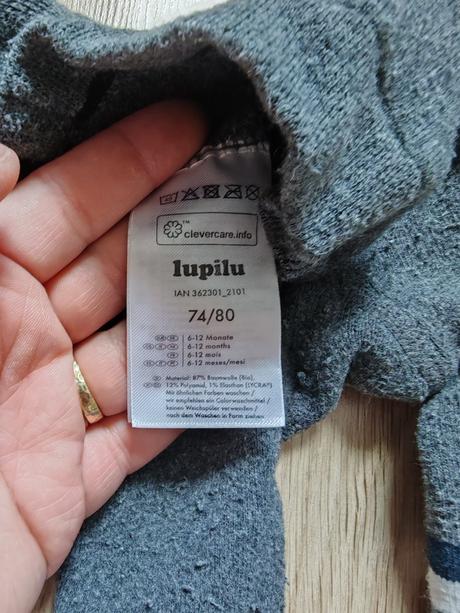 40
™
clevercare.info
lupilu
IAN 362301_2101
74/80
6-12 Monate
6-12 months
6-12 mois
6-12 meses/mesi
Material: 87% Baumwolle (Bio),
12% Polyamid, 1% Elasthan (LYCRA®)
Mit ähnlichen Farben waschen/
wir empfehlen ein Colorwaschmittel/
keinen Weichspüler verwenden/
nach dem Waschen in Form ziehen